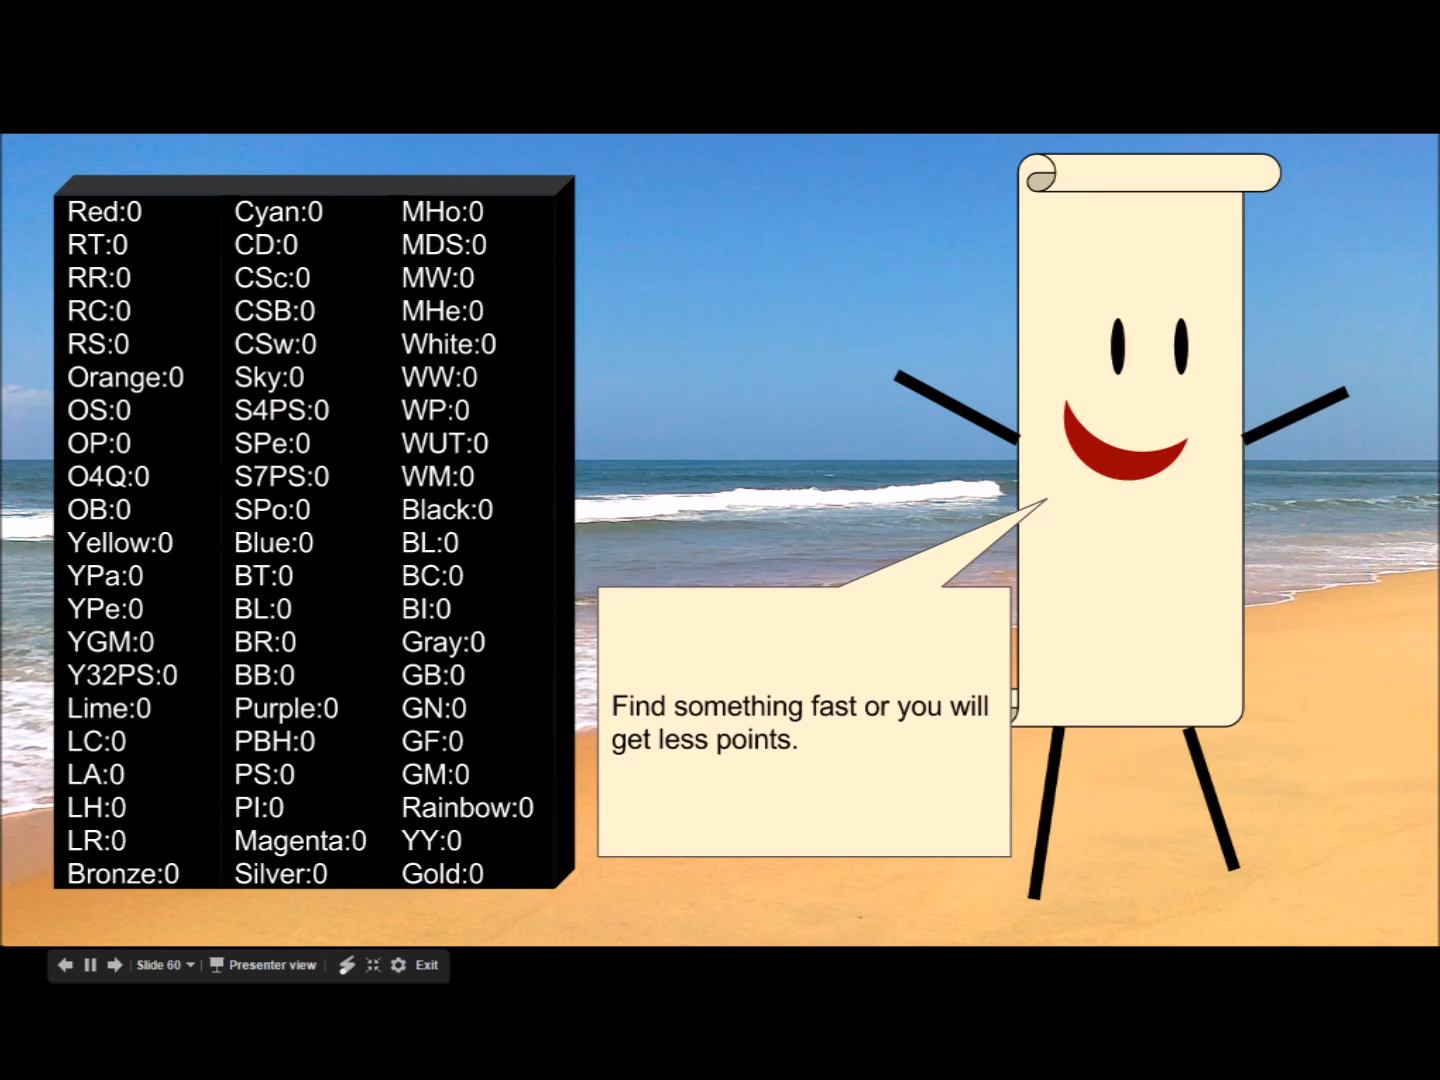 Red:0
RT:0
RR:0
RC:0
RS:0
Orange:0
OS:0
OP:0
O4Q:0
OB:0
Yellow:0
YPa:0
YPe:0
YGM:0
Y32PS:0
Lime:0
LC:0
LA:0
LH:0
LR:0
Bronze:0
Cyan:0
CD:0
CSc:0
CSB:0
CSw:0
Sky:0
S4PS:0
SPe:0
S7PS:0
SPo:0
Blue:0
BT:0
BL:0
BR:0
BB:0
Purple:0
PBH:0
PS:0
PI:0
Magenta:0
Silver:0
MHo:0
MDS:0
MW:0
MHe:0
White:0
WW:0
WP:0
WUT:0
WM:0
Black:0
BL:0
BC:0
BI:0
Gray:0
GB:0
GN:0
GF:0
GM:0
Rainbow:0
YY:0
Gold:0
Find something fast or you will
get less points.
Slide 60 Presenter view Exit